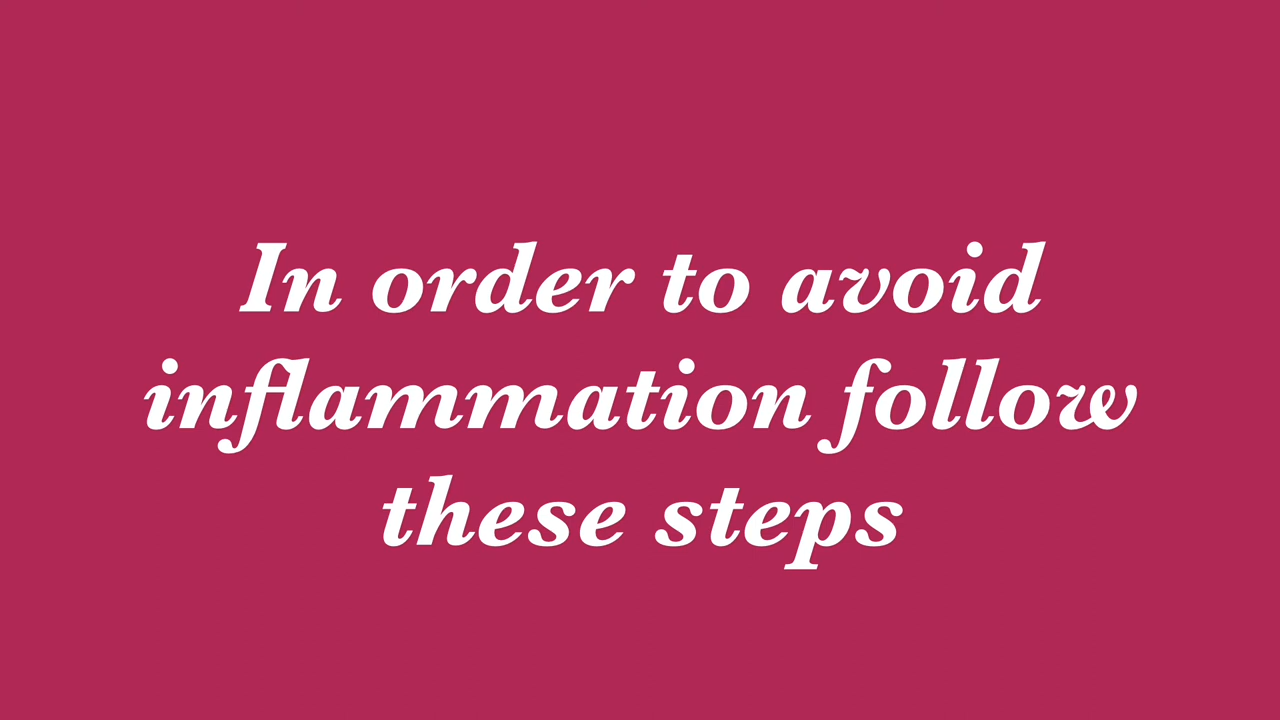 In order to avoid
inflammation follow
these steps